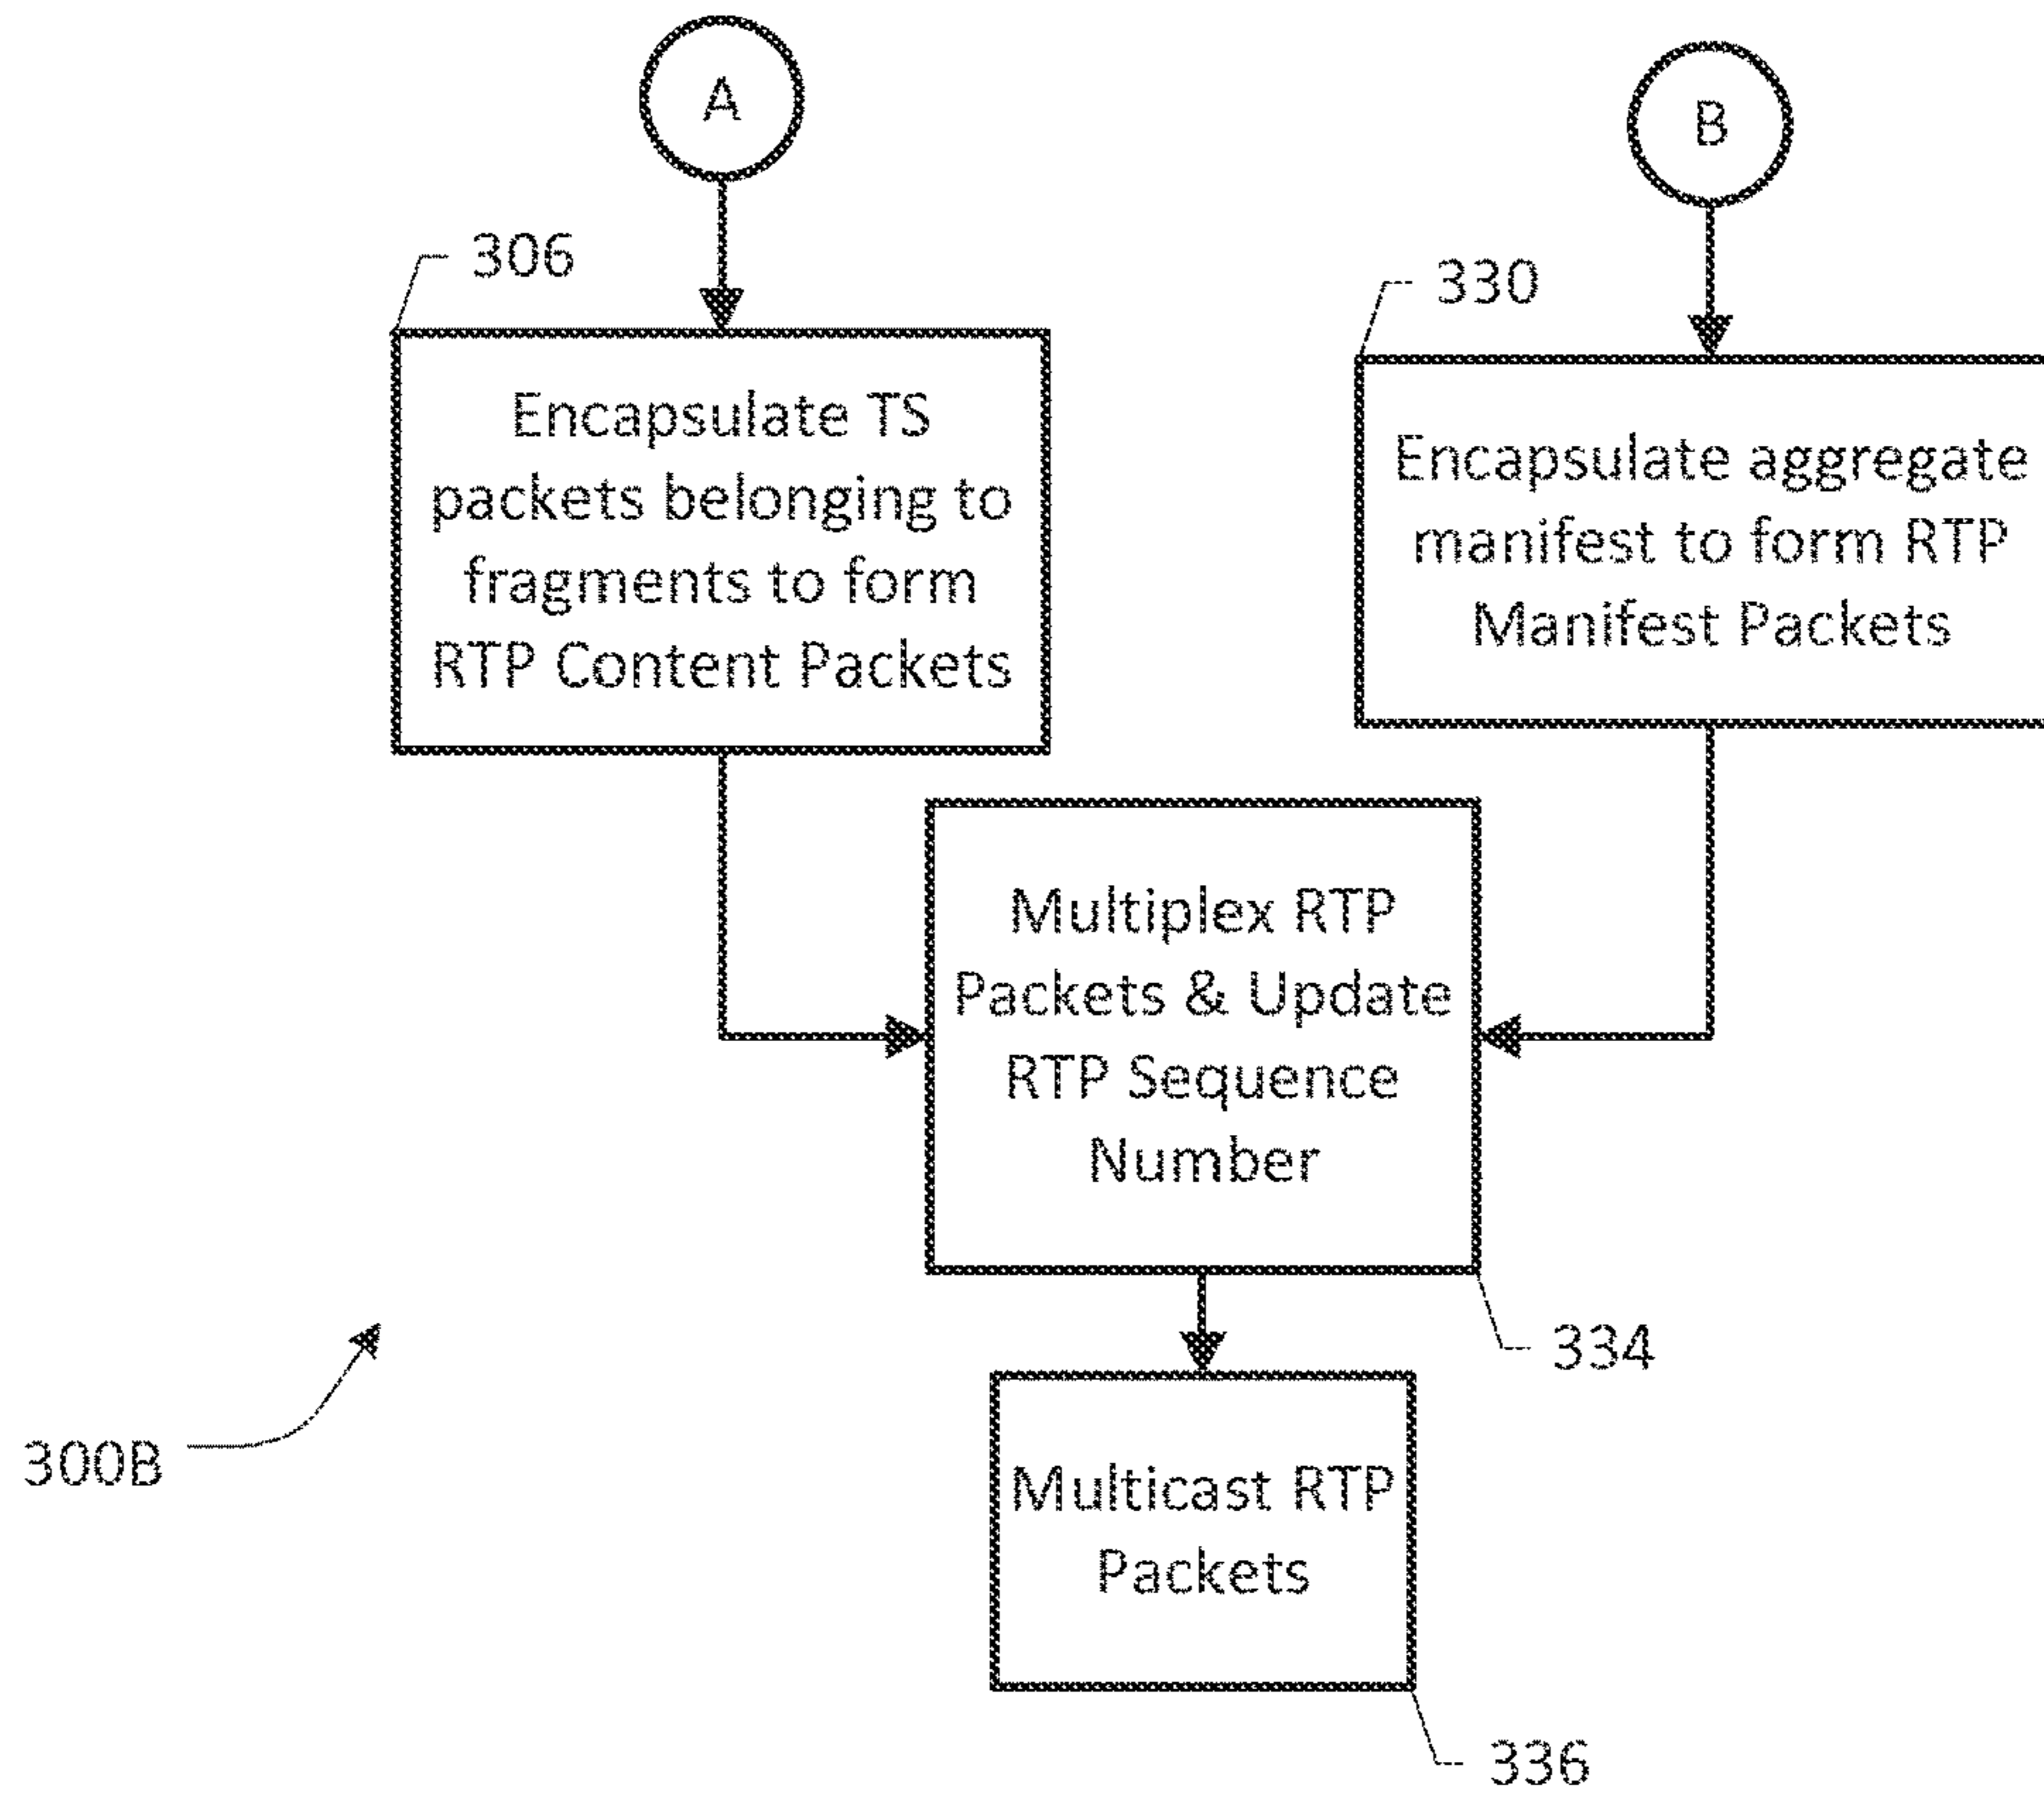 A
B
306
330
Encapsulate TS
packets belonging to
fragments to form
RTP Content Packets
Encapsulate aggregate
manifest to form RTP
Manifest Packets
Multiplex RTP
Packets & Update
RTP Sequence
Number
334
300B
Multicast RTP
Packets
336